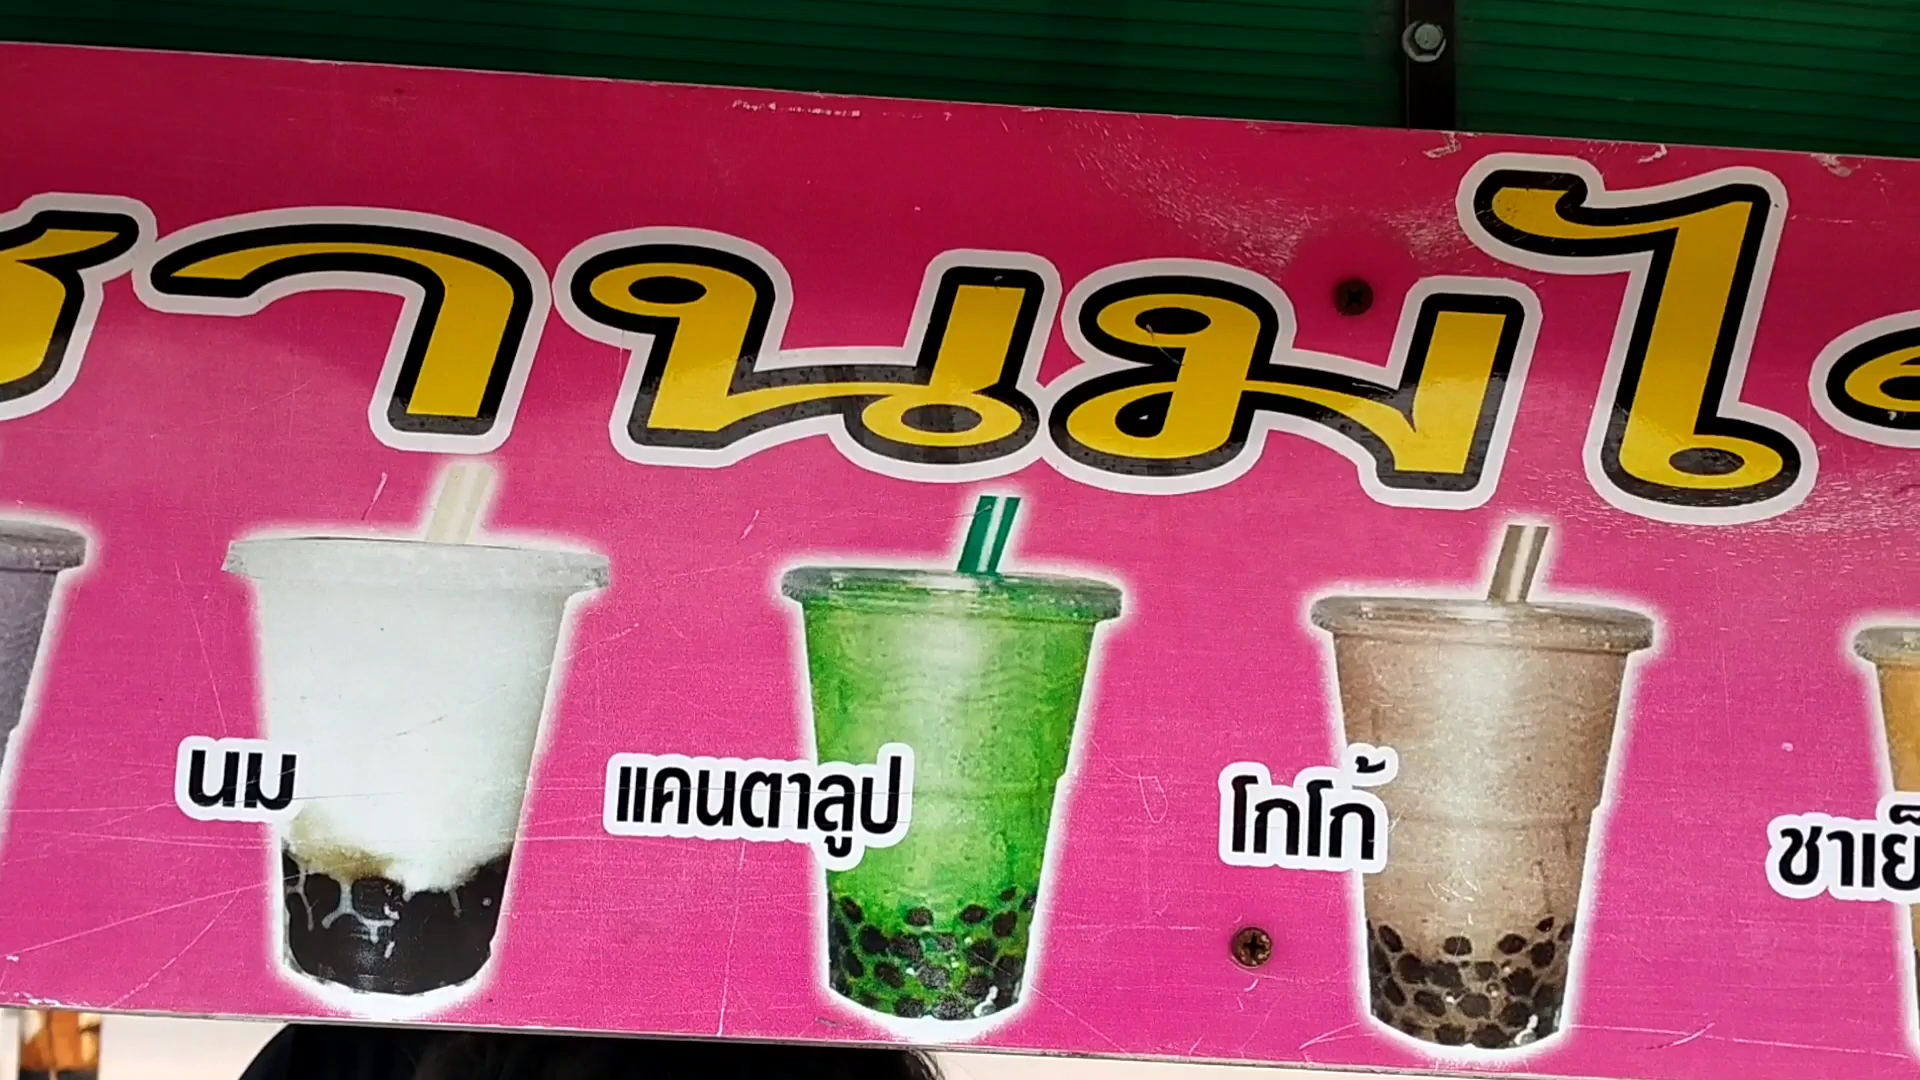 ชานมไ
นม แคนตาลูป โกโก้ ชาเย็